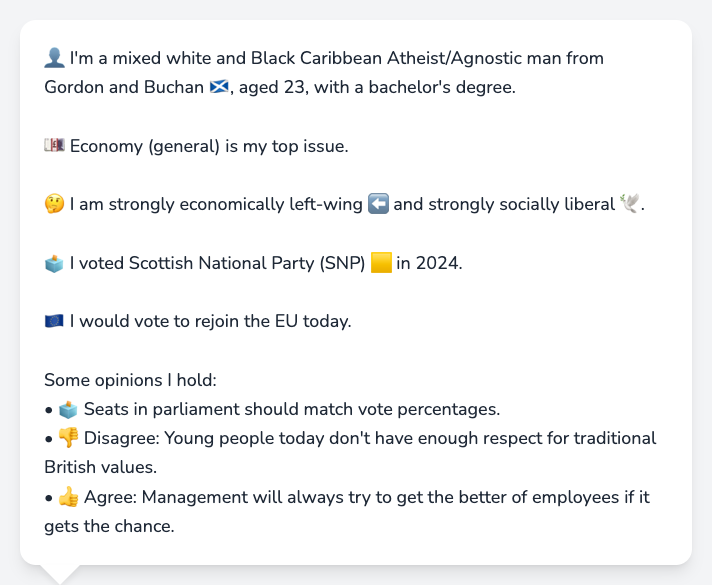 👤 I'm a mixed white and Black Caribbean Atheist/Agnostic man from
Gordon and Buchan 🏴󠁧󠁢󠁳󠁣󠁴󠁿, aged 23, with a bachelor's degree.
💷 Economy (general) is my top issue.
🤔 I am strongly economically left-wing ⬅️ and strongly socially liberal 🕊️.
🗳️ I voted Scottish National Party (SNP) 🟨 in 2024.
🇪🇺 I would vote to rejoin the EU today.
Some opinions I hold:
• 🗳️ Seats in parliament should match vote percentages.
• 👎 Disagree: Young people today don't have enough respect for traditional
British values.
• 👍 Agree: Management will always try to get the better of employees if it
gets the chance.